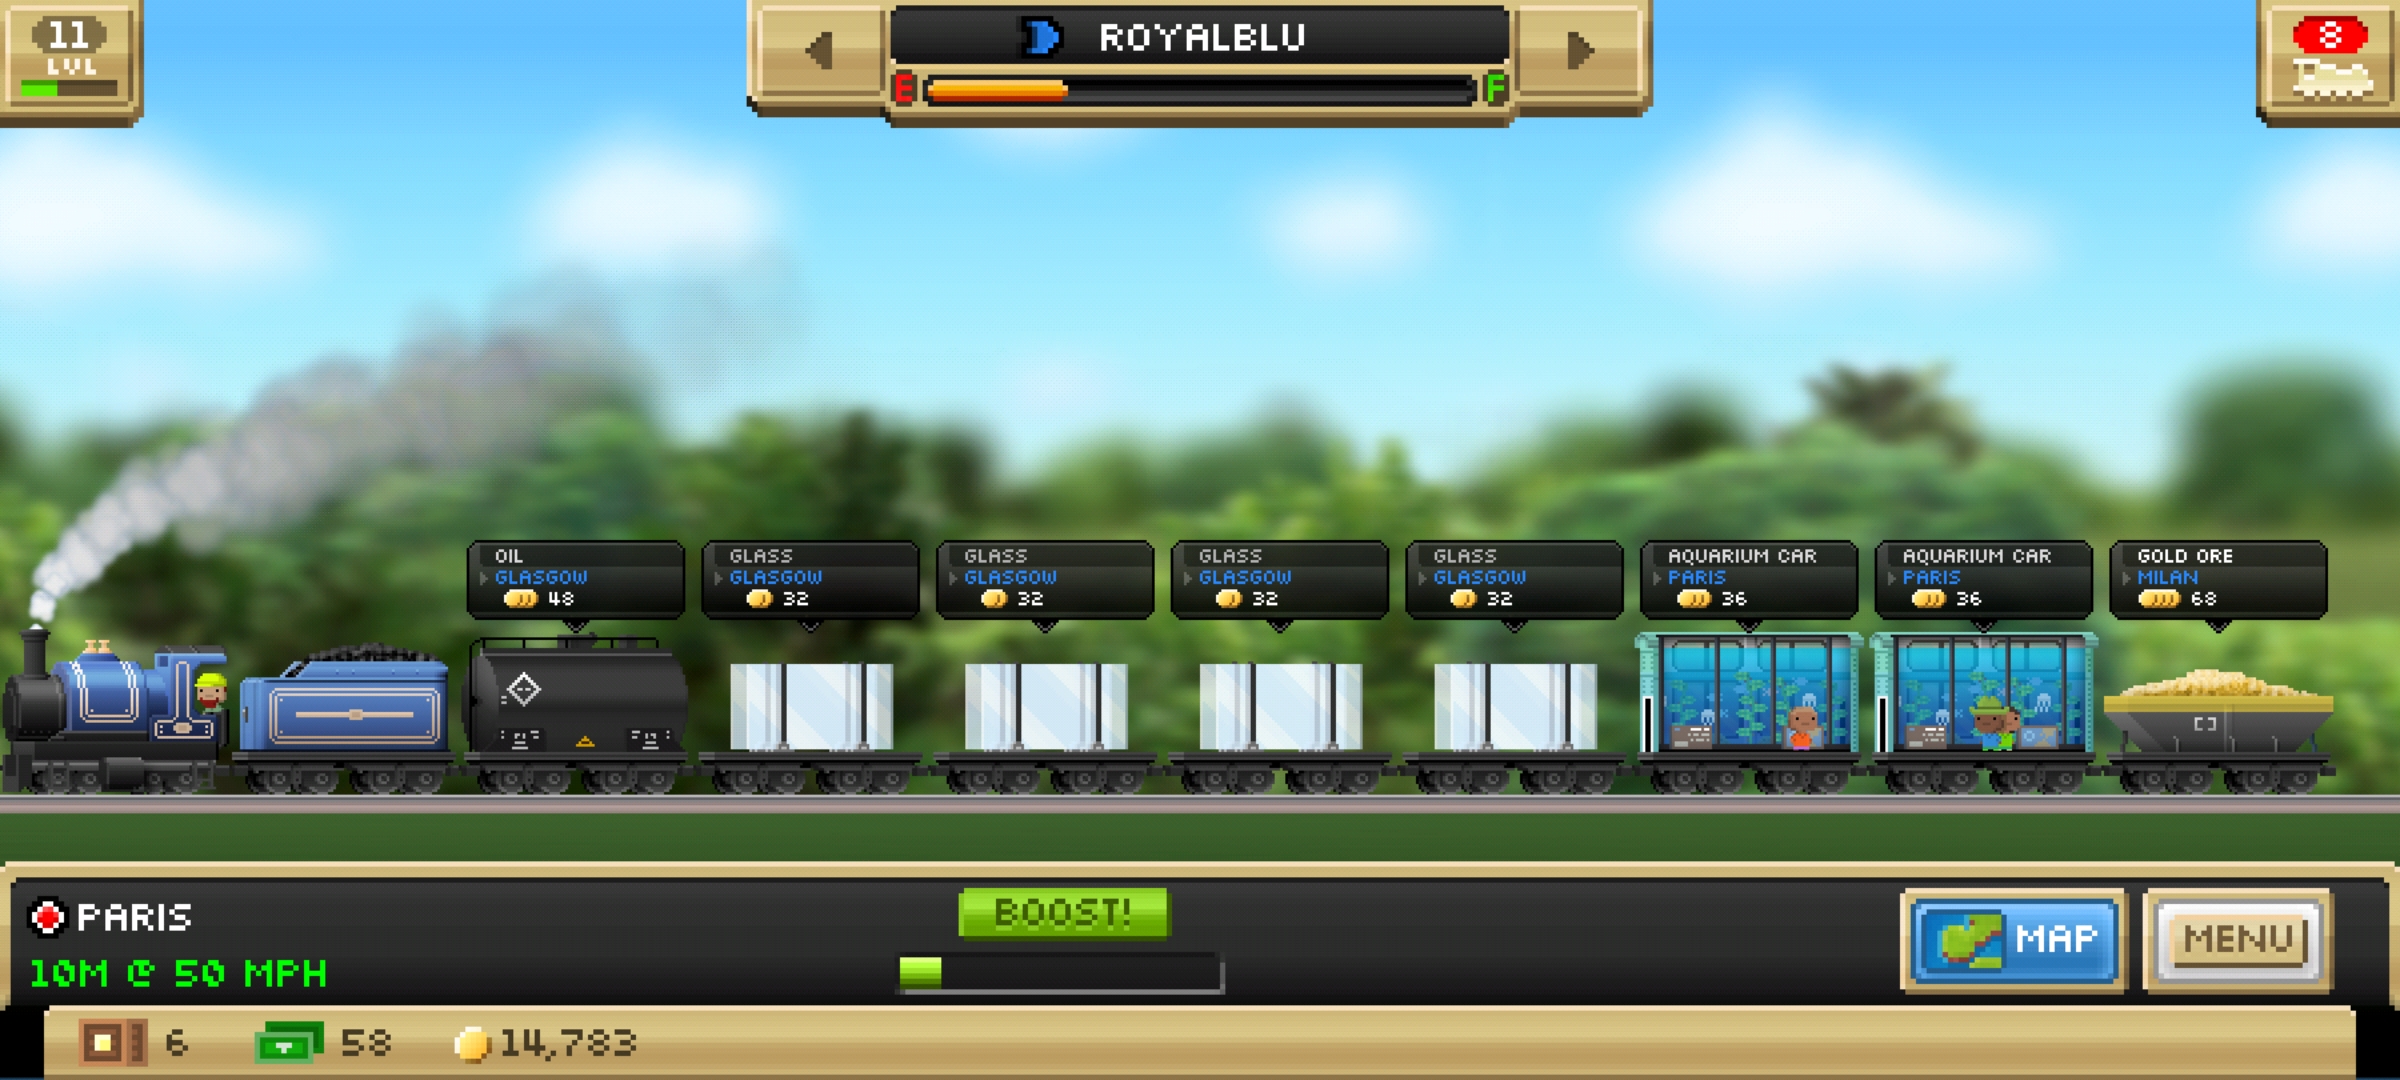 11
LVL
ROYALBLU
E
F
8
OIL
GLASGOW
48
GLASS
GLASGOW
32
GLASS
GLASGOW
32
GLASS
GLASGOW
32
GLASS
GLASGOW
32
AQUARIUM CAR
PARIS
36
AQUARIUM CAR
PARIS
36
GOLD ORE
MILAN
68
PARIS
10M @ 50 MPH
BOOST!
MAP
MENU
6
58
14,783